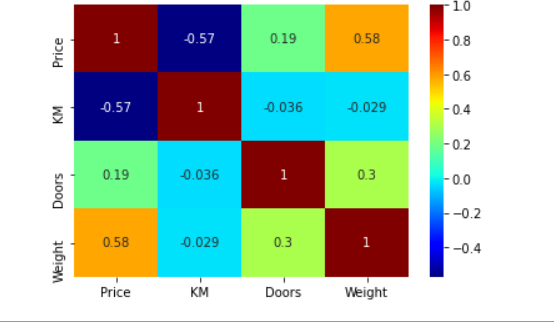 1.0
Price 1 -0.57 0.19 0.58
0.8
0.6
KM -0.57 1 -0.036 -0.029
0.4
0.2
Doors 0.19 -0.036 1 0.3
0.0
−0.2
Weight 0.58 -0.029 0.3 1
−0.4
Price KM Doors Weight